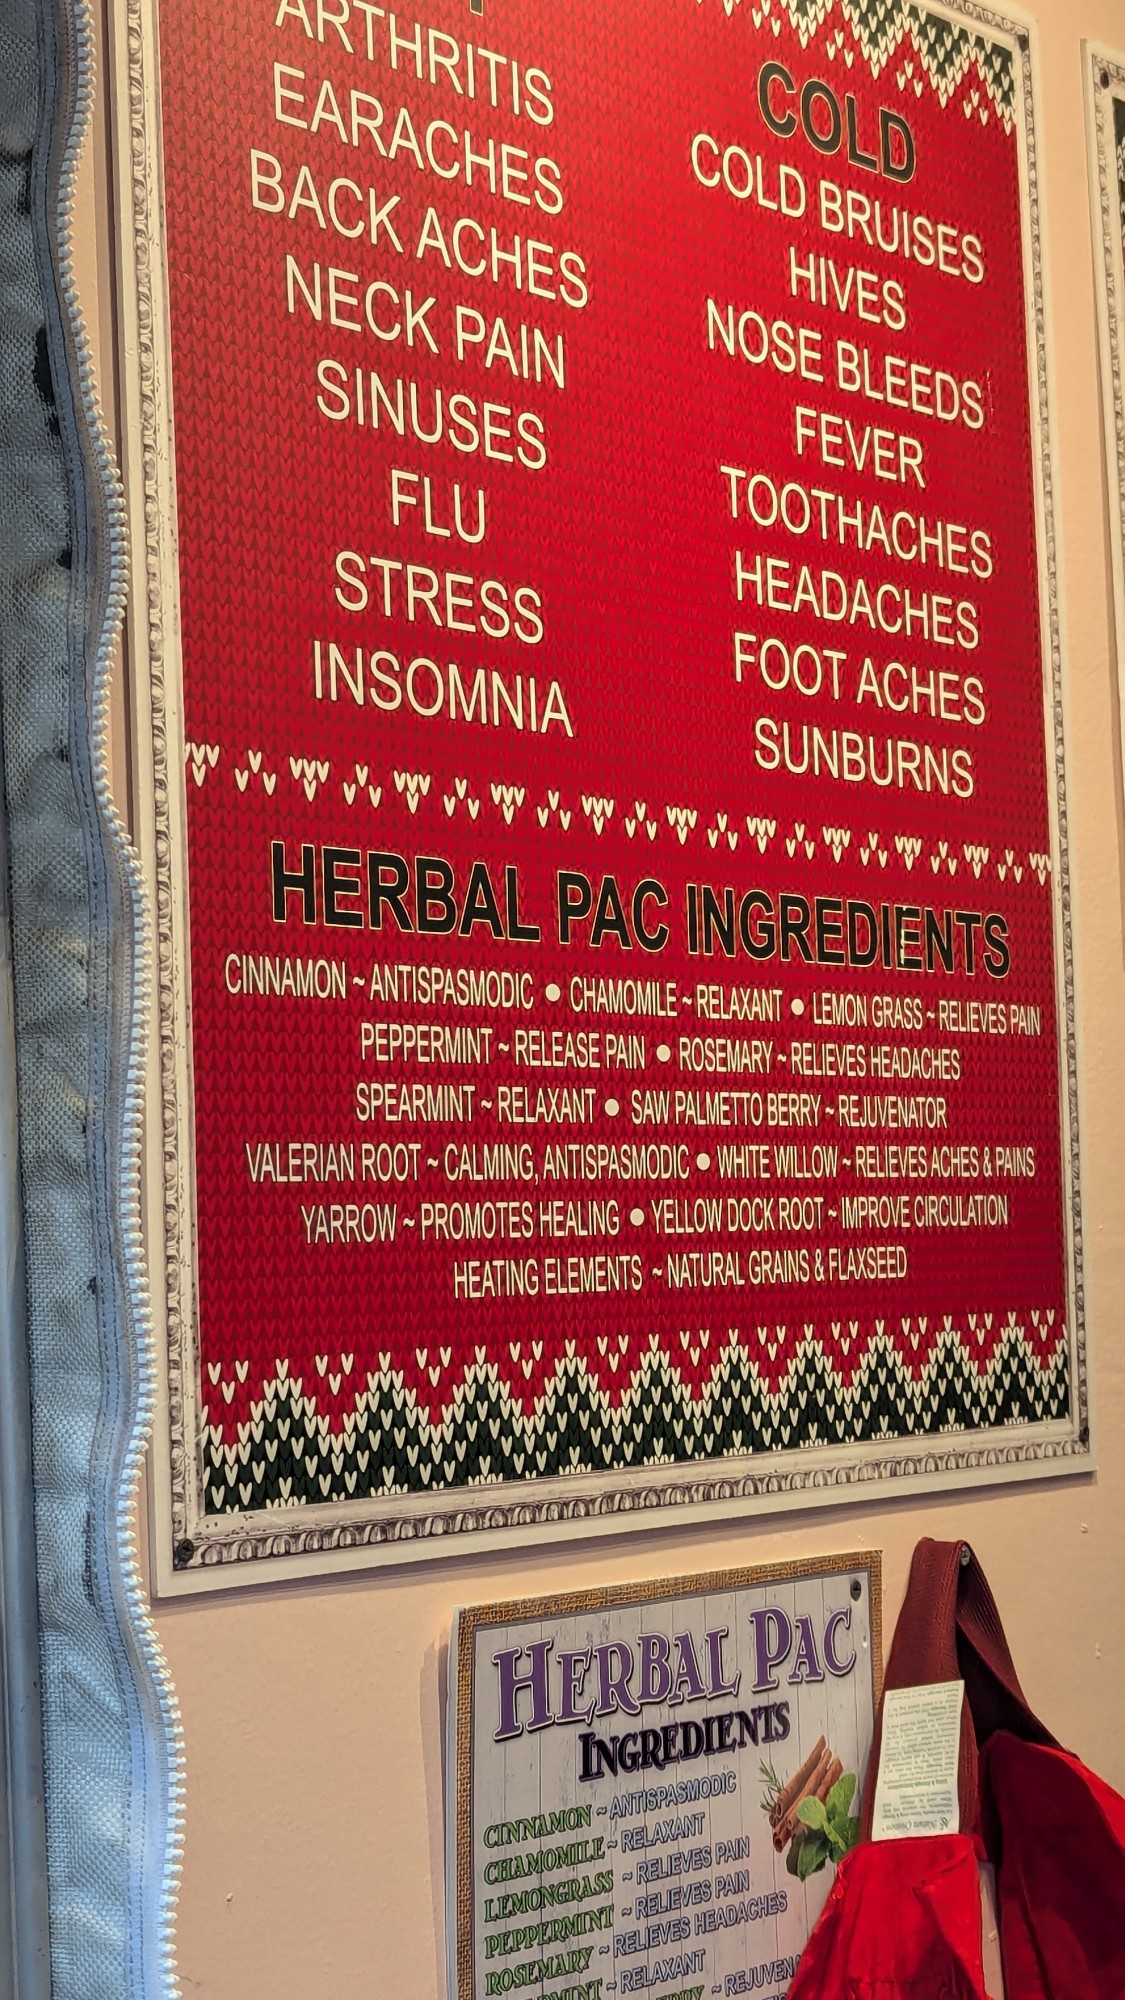 ARTHRITIS
EARACHES
BACK ACHES
NECK PAIN
SINUSES
FLU
STRESS
INSOMNIA
COLD
COLD BRUISES
HIVES
NOSE BLEEDS
FEVER
TOOTHACHES
HEADACHES
FOOT ACHES
SUNBURNS
HERBAL PAC INGREDIENTS
CINNAMON ~ ANTISPASMODIC • CHAMOMILE ~ RELAXANT • LEMON GRASS ~ RELIEVES PAIN
PEPPERMINT ~ RELEASE PAIN • ROSEMARY ~ RELIEVES HEADACHES
SPEARMINT ~ RELAXANT • SAW PALMETTO BERRY ~ REJUVENATOR
VALERIAN ROOT ~ CALMING, ANTISPASMODIC • WHITE WILLOW ~ RELIEVES ACHES & PAINS
YARROW ~ PROMOTES HEALING • YELLOW DOCK ROOT ~ IMPROVE CIRCULATION
HEATING ELEMENTS ~ NATURAL GRAINS & FLAXSEED
HERBAL PAC
INGREDIENTS
CINNAMON ~ ANTISPASMODIC
CHAMOMILE ~ RELAXANT
LEMONGRASS ~ RELIEVES PAIN
PEPPERMINT ~ RELIEVES PAIN
ROSEMARY ~ RELIEVES HEADACHES
~ RELAXANT